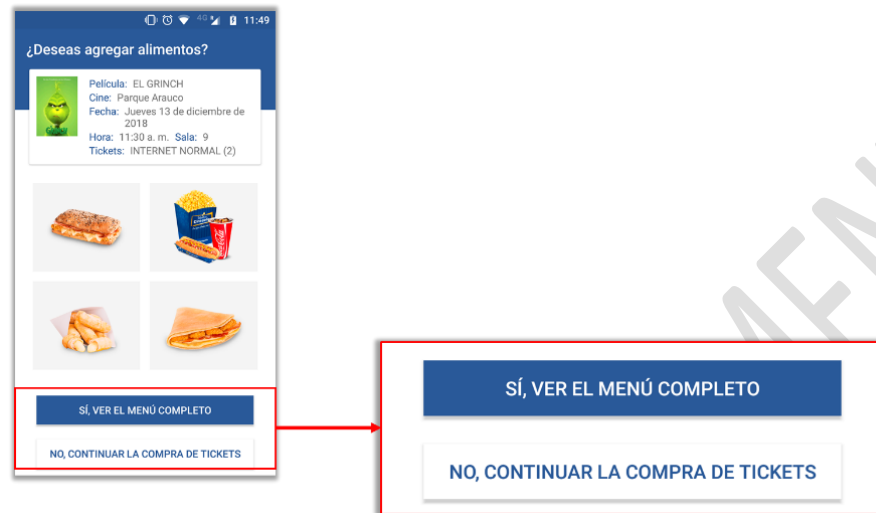 4G 11:49
¿Deseas agregar alimentos?
Película: EL GRINCH
Cine: Parque Arauco
Fecha: Jueves 13 de diciembre de
2018
Hora: 11:30 a. m. Sala: 9
Tickets: INTERNET NORMAL (2)
SÍ, VER EL MENÚ COMPLETO
NO, CONTINUAR LA COMPRA DE TICKETS
SÍ, VER EL MENÚ COMPLETO
NO, CONTINUAR LA COMPRA DE TICKETS